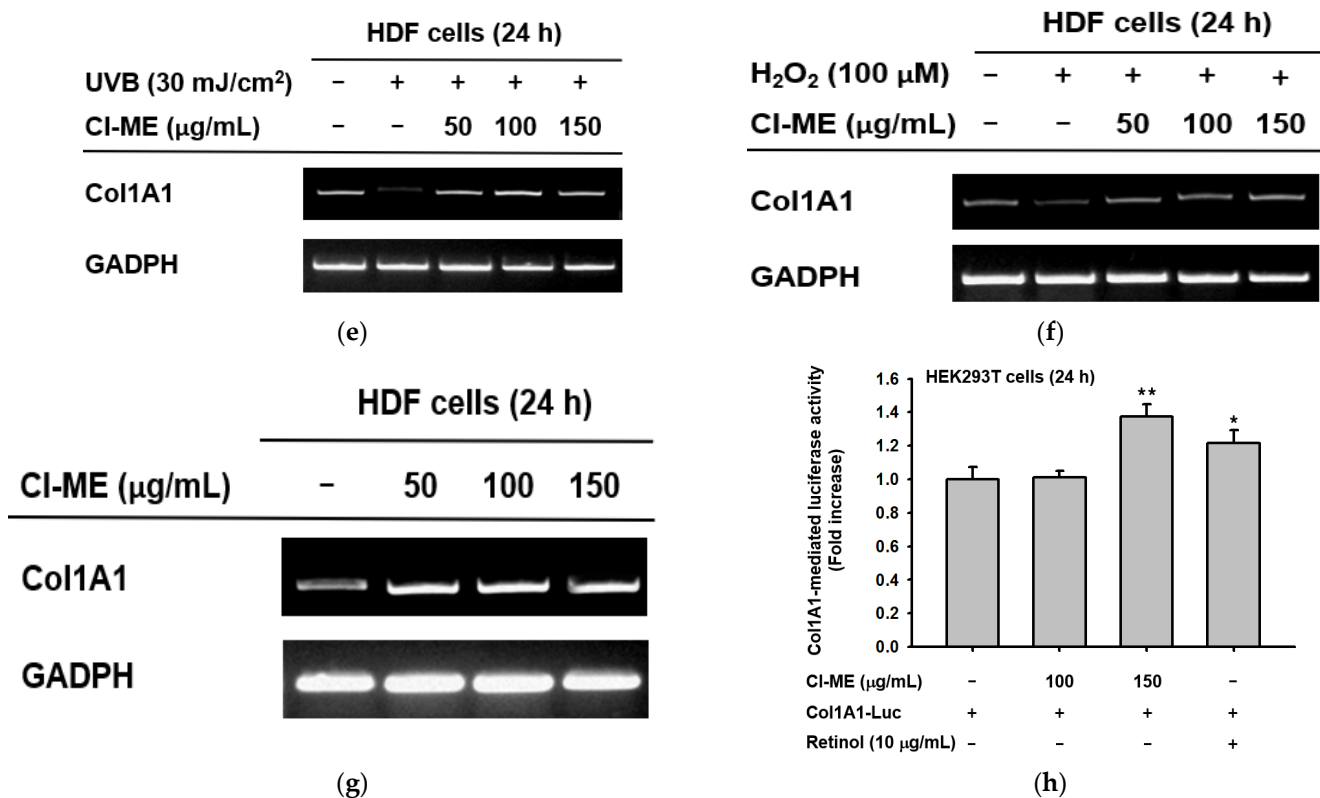 HDF cells (24 h)
UVB (30 mJ/cm²) – + + + +
CI-ME (μg/mL) – – 50 100 150
Col1A1
GADPH
(e)
HDF cells (24 h)
H₂O₂ (100 μM) – + + + +
CI-ME (μg/mL) – – 50 100 150
Col1A1
GADPH
(f)
HDF cells (24 h)
CI-ME (μg/mL) – 50 100 150
Col1A1
GADPH
(g)
Col1A1-mediated luciferase activity
(Fold increase)
HEK293T cells (24 h)
1.6
1.4
1.2
1.0
0.8
0.6
0.4
0.2
0.0
**
*
CI-ME (μg/mL) – 100 150 –
Col1A1-Luc + + + +
Retinol (10 μg/mL) – – – +
(h)